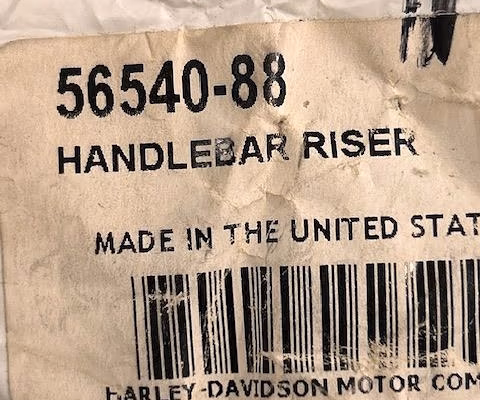 56540-88
HANDLEBAR RISER
MADE IN THE UNITED STAT
HARLEY-DAVIDSON MOTOR COM